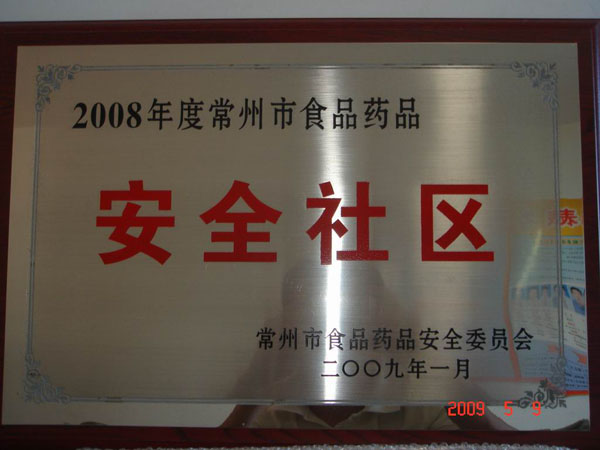 2008年度常州市食品药品
安全社区
常州市食品药品安全委员会
二〇〇九年一月
2009 5 9